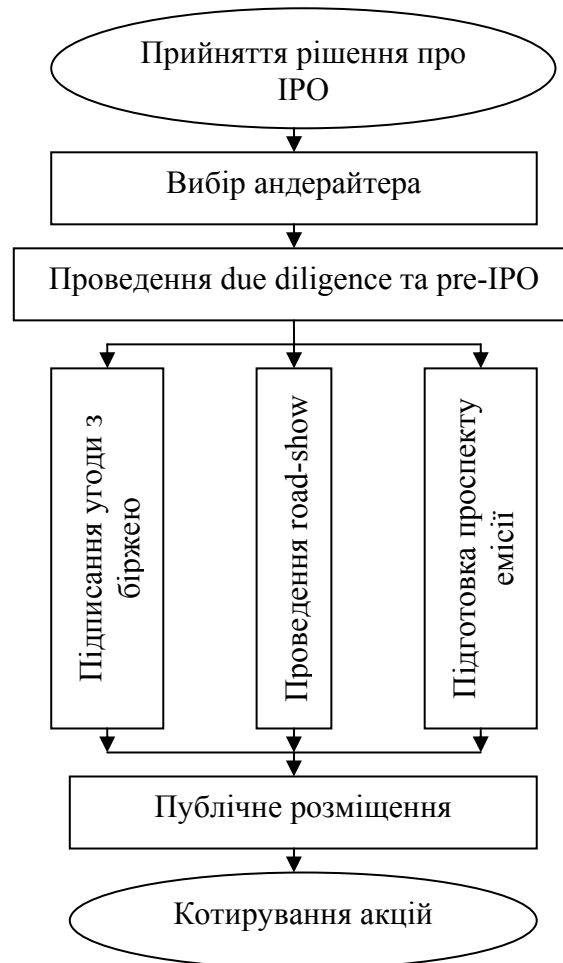 Прийняття рішення про
IPO
Вибір андерайтера
Проведення due diligence та pre-IPO
Підписання угоди з
біржею
Проведення road-show
Підготовка проспекту
емісії
Публічне розміщення
Котирування акцій